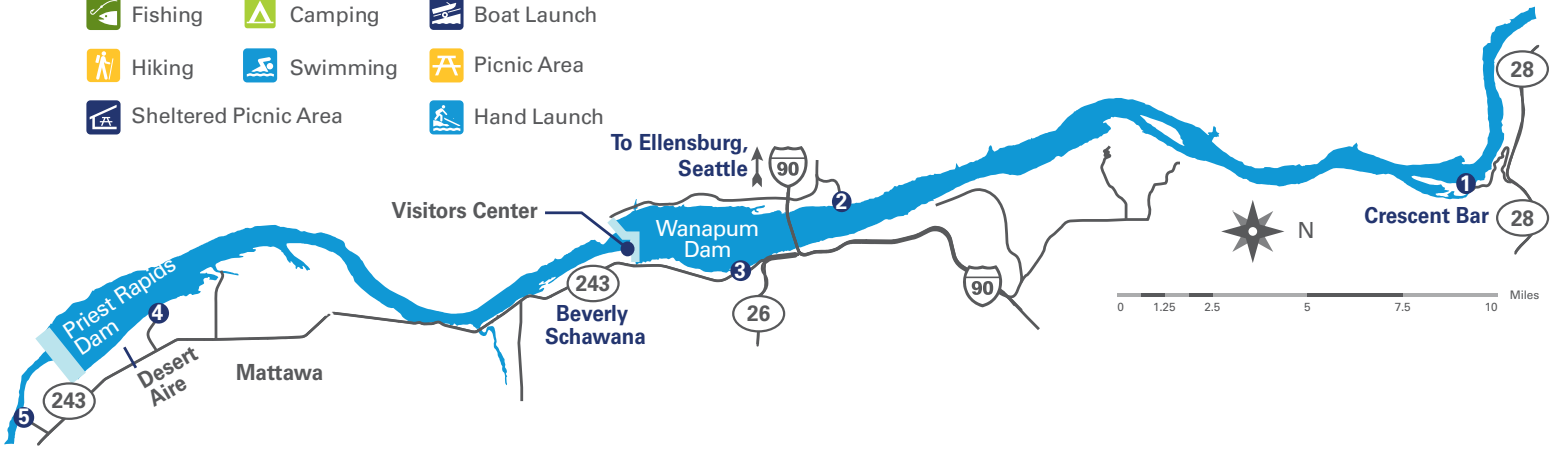 Fishing
Camping
Boat Launch
Hiking
Swimming
Picnic Area
Sheltered Picnic Area
Hand Launch
28
To Ellensburg,
Seattle
90
1
2
Crescent Bar
28
Visitors Center
Wanapum
Dam
N
3
243
90
26
Beverly
Schawana
0
1.25
2.5
5
7.5
10
Miles
Priest Rapids
Dam
4
Desert
Aire
Mattawa
243
5